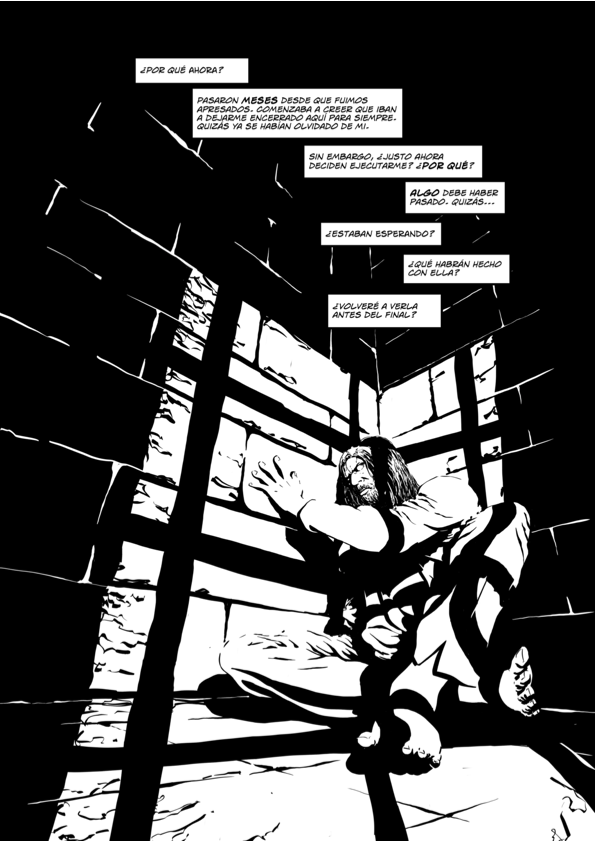 ¿POR QUÉ AHORA?
PASARON MESES DESDE QUE FUIMOS
APRESADOS. COMENZABA A CREER QUE IBAN
A DEJARME ENCERRADO AQUÍ PARA SIEMPRE.
QUIZÁS YA SE HABÍAN OLVIDADO DE MI.
SIN EMBARGO, ¿JUSTO AHORA
DECIDEN EJECUTARME? ¿POR QUÉ?
ALGO DEBE HABER
PASADO. QUIZÁS...
¿ESTABAN ESPERANDO?
¿QUÉ HABRÁN HECHO
CON ELLA?
¿VOLVERÉ A VERLA
ANTES DEL FINAL?